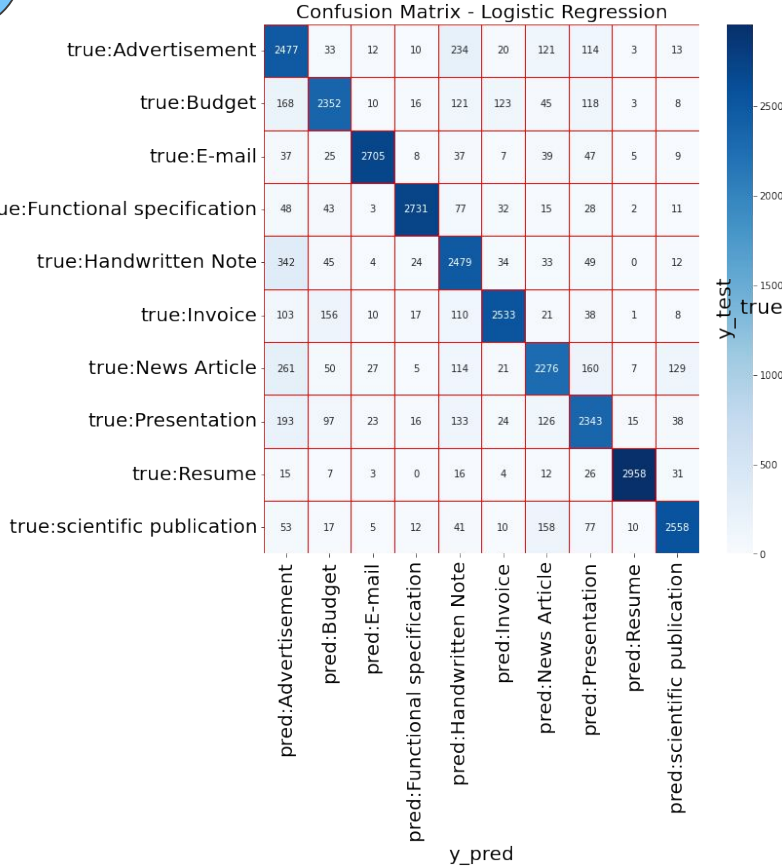 Confusion Matrix - Logistic Regression
true:Advertisement 2477 33 12 10 234 20 121 114 3 13
true:Budget 168 2352 10 16 121 123 45 118 3 8
true:E-mail 37 25 2705 8 37 7 39 47 5 9
ue:Functional specification 48 43 3 2731 77 32 15 28 2 11
true:Handwritten Note 342 45 4 24 2479 34 33 49 0 12
true:Invoice 103 156 10 17 110 2533 21 38 1 8
true:News Article 261 50 27 5 114 21 2276 160 7 129
true:Presentation 193 97 23 16 133 24 126 2343 15 38
true:Resume 15 7 3 0 16 4 12 26 2958 31
true:scientific publication 53 17 5 12 41 10 158 77 10 2558
pred:Advertisement
pred:Budget
pred:E-mail
pred:Functional specification
pred:Handwritten Note
pred:Invoice
pred:News Article
pred:Presentation
pred:Resume
pred:scientific publication
y_pred
2500
2000
1500
1000
500
0
y_test
true